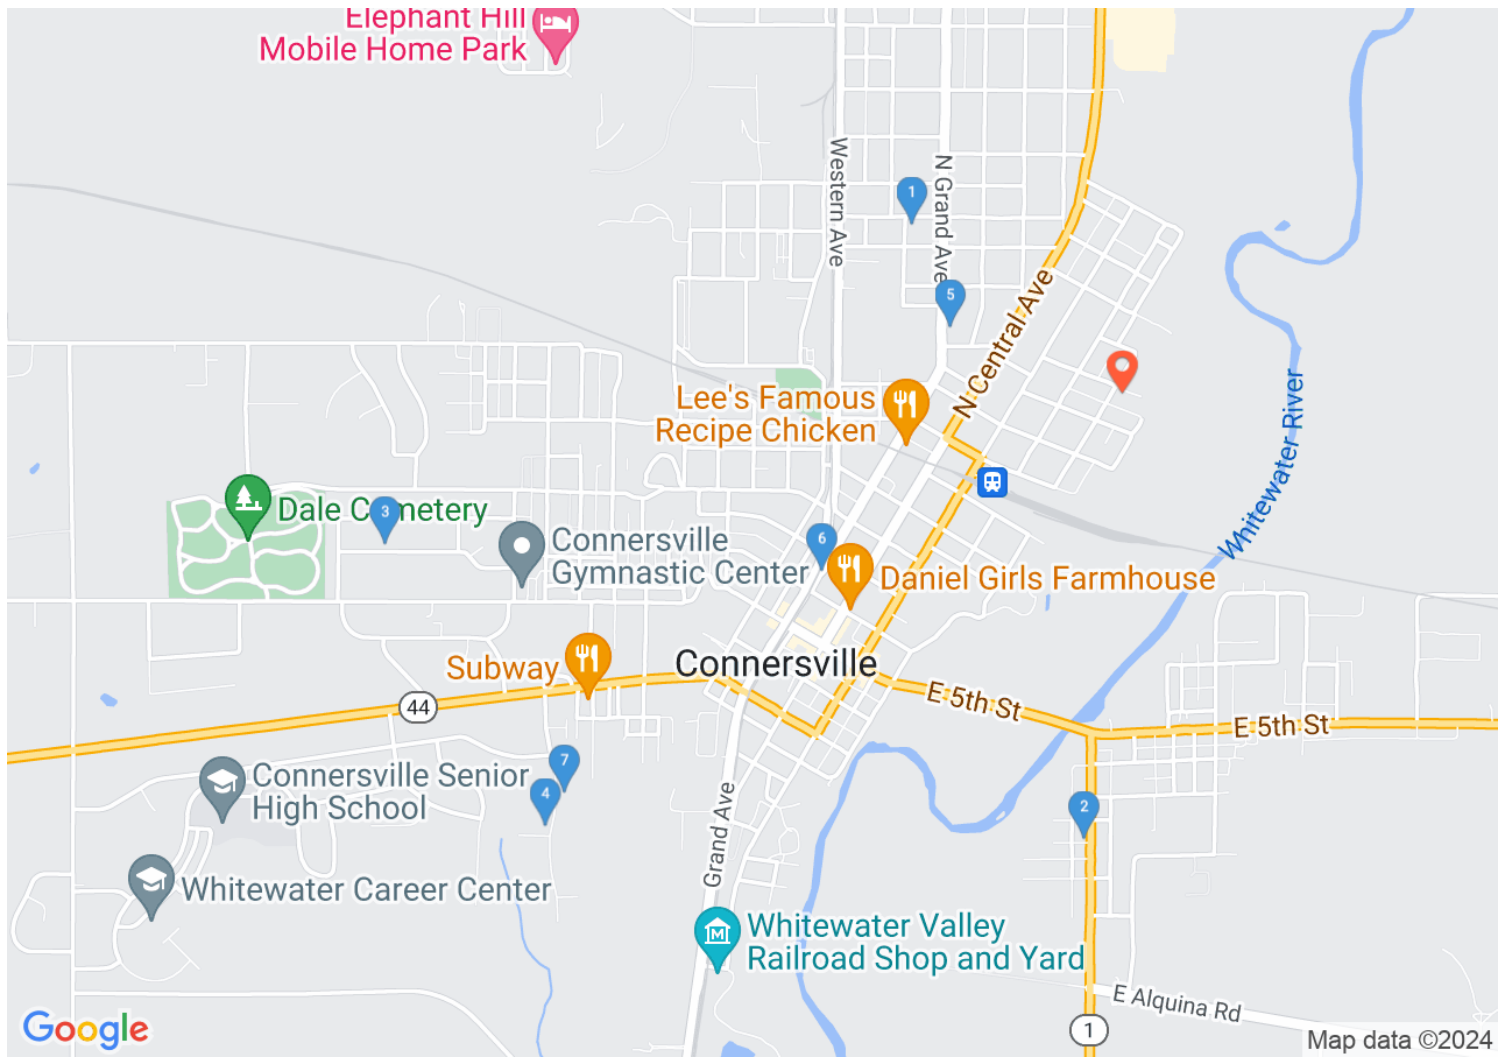 Elephant Hill
Mobile Home Park
Western Ave
N Grand Ave
1
5
N Central Ave
Lee's Famous
Recipe Chicken
Whitewater River
Dale Cemetery
3
Connersville
Gymnastic Center
6
Daniel Girls Farmhouse
Subway
Connersville
E 5th St
E 5th St
44
Connersville Senior
High School
7
4
2
Grand Ave
Whitewater Career Center
Whitewater Valley
Railroad Shop and Yard
M
E Alquina Rd
1
Google
Map data ©2024